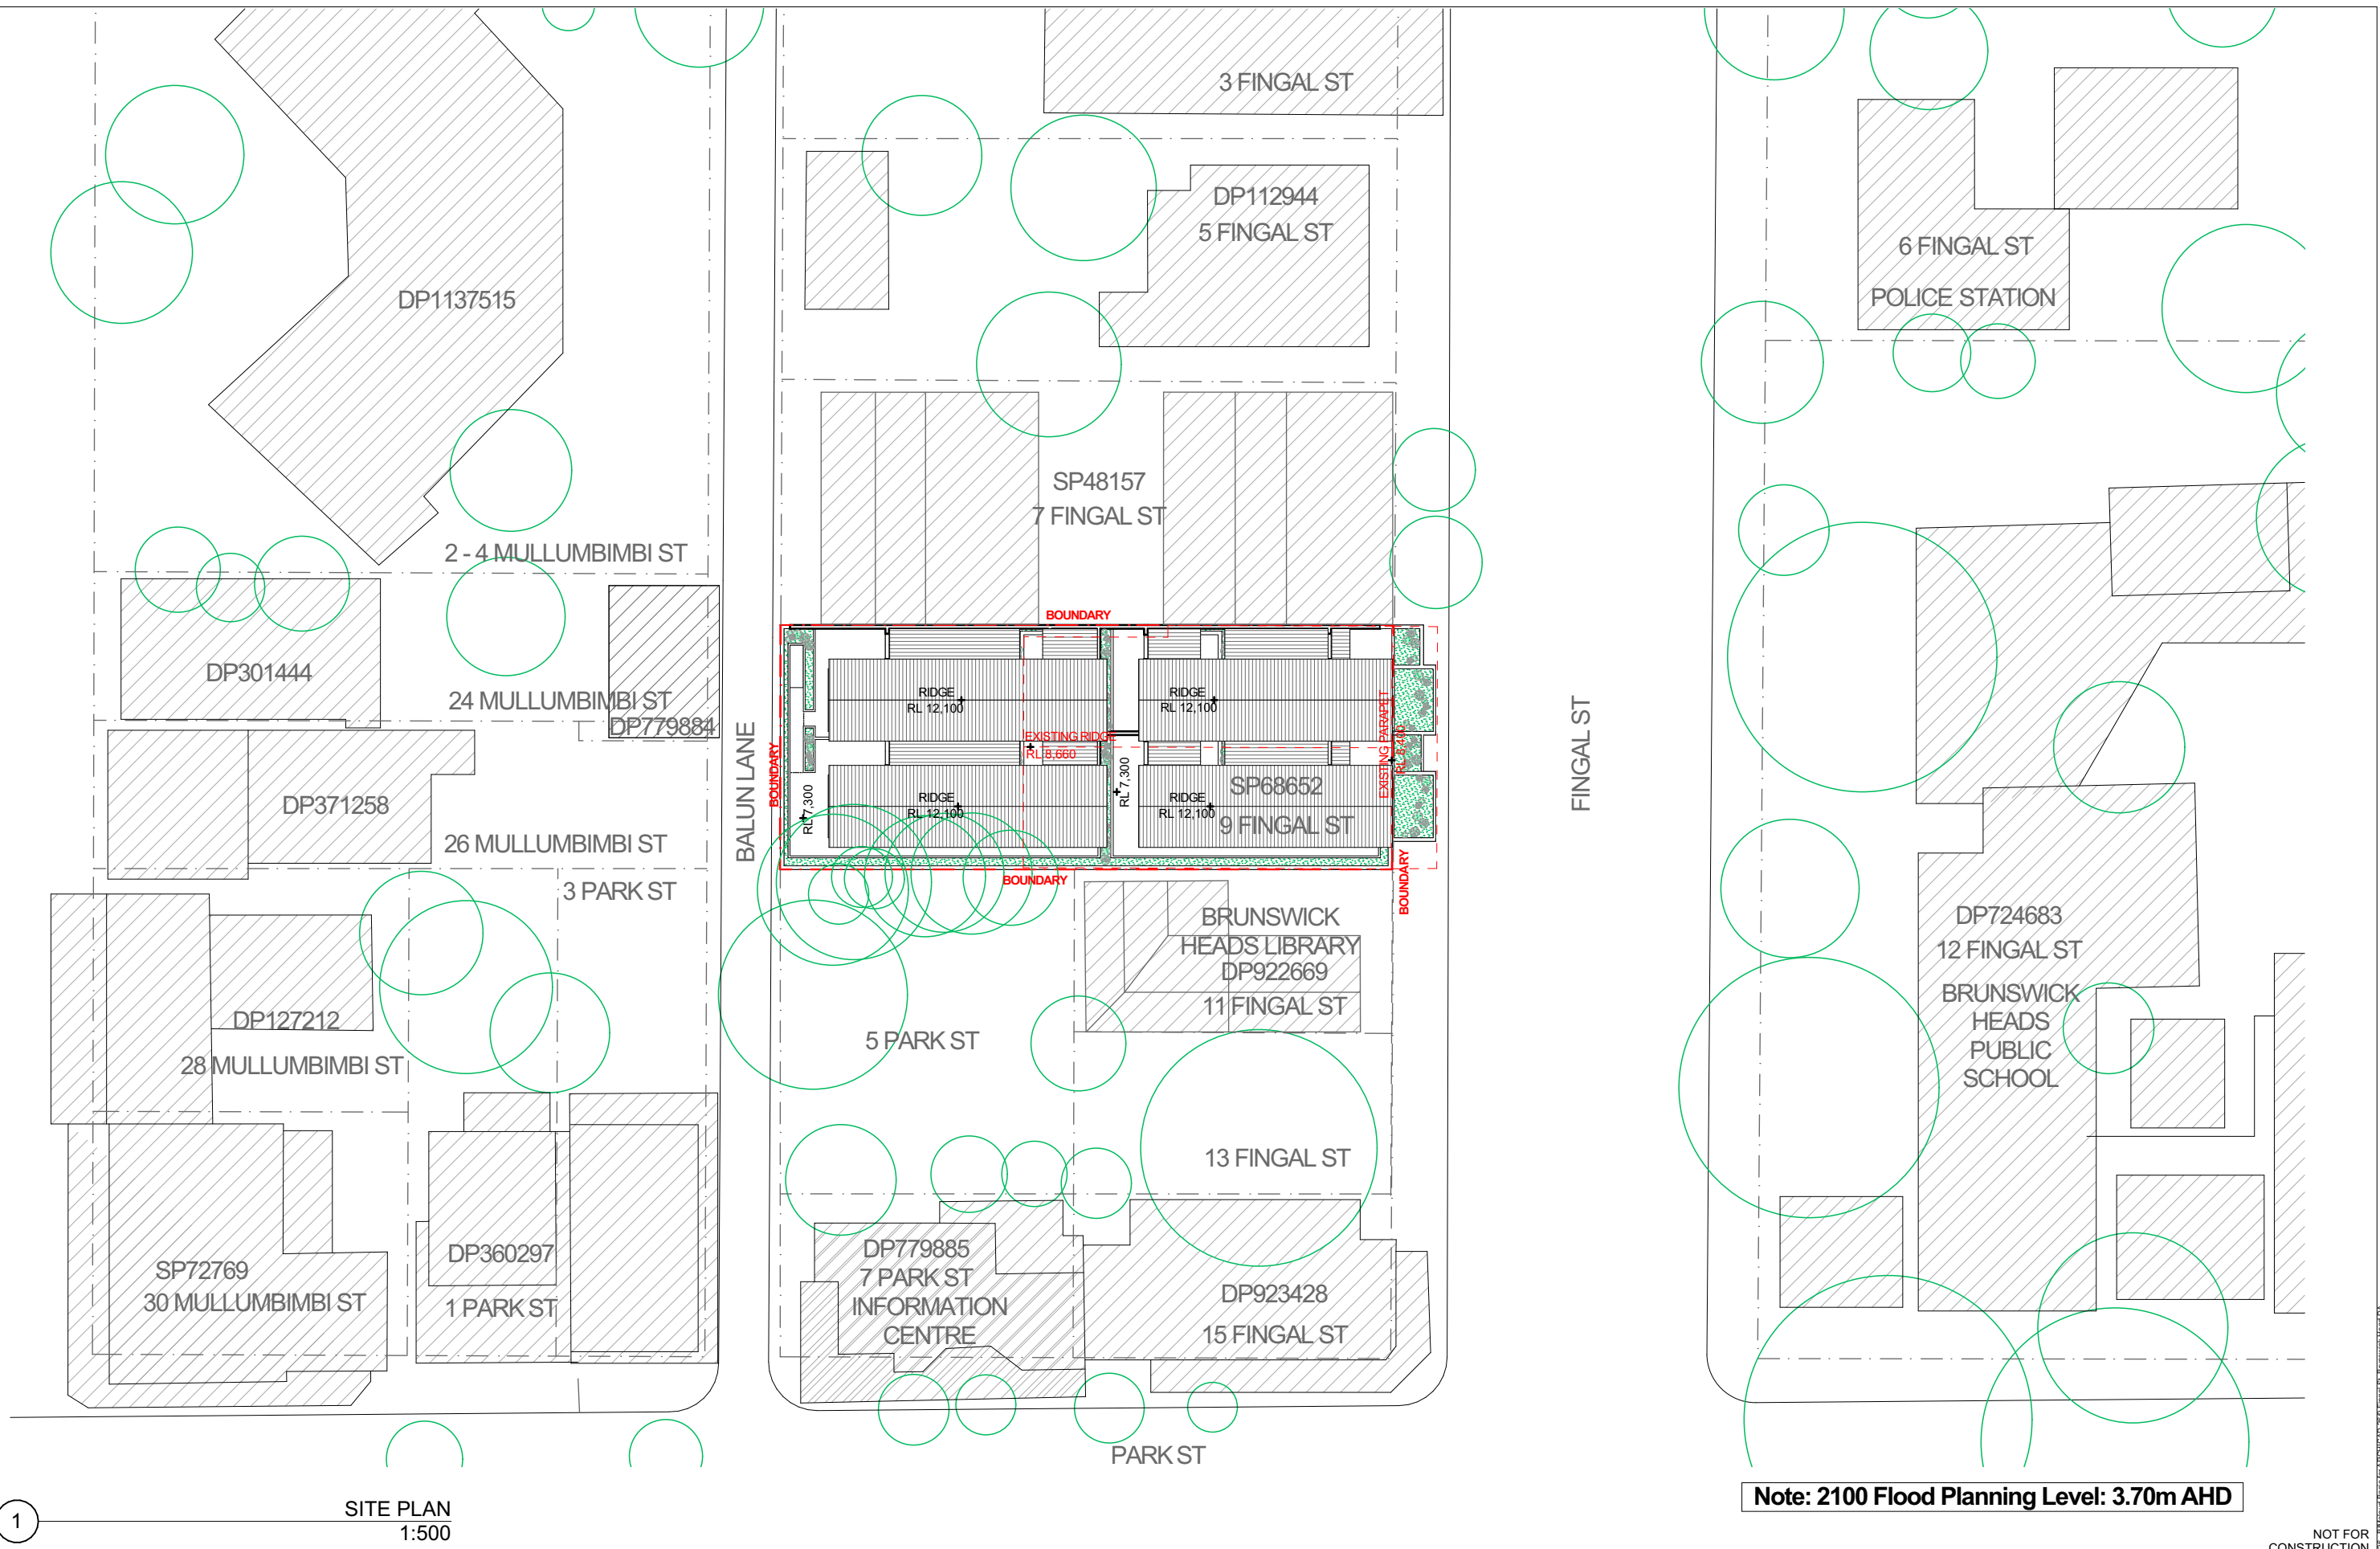 3 FINGAL ST
DP112944
5 FINGAL ST
6 FINGAL ST
POLICE STATION
DP1137515
SP48157
7 FINGAL ST
2 - 4 MULLUMBIMBI ST
BOUNDARY
DP301444
24 MULLUMBIMBI ST
DP779884
BALUN LANE
BOUNDARY
RIDGE
RL 12,100
RIDGE
RL 12,100
EXISTING RIDGE
RL 8,660
EXISTING PARAPET
RL 8,400
FINGAL ST
RL 7,300
RL 7,300
RIDGE
RL 12,100
RIDGE
RL 12,100
SP68652
9 FINGAL ST
DP371258
26 MULLUMBIMBI ST
BOUNDARY
BOUNDARY
3 PARK ST
BRUNSWICK
HEADS LIBRARY
DP922669
11 FINGAL ST
DP724683
12 FINGAL ST
BRUNSWICK
HEADS
PUBLIC
SCHOOL
DP127212
28 MULLUMBIMBI ST
5 PARK ST
13 FINGAL ST
SP72769
30 MULLUMBIMBI ST
DP360297
1 PARK ST
DP779885
7 PARK ST
INFORMATION
CENTRE
DP923428
15 FINGAL ST
PARK ST
Note: 2100 Flood Planning Level: 3.70m AHD
1
SITE PLAN
1:500
NOT FOR
CONSTRUCTION